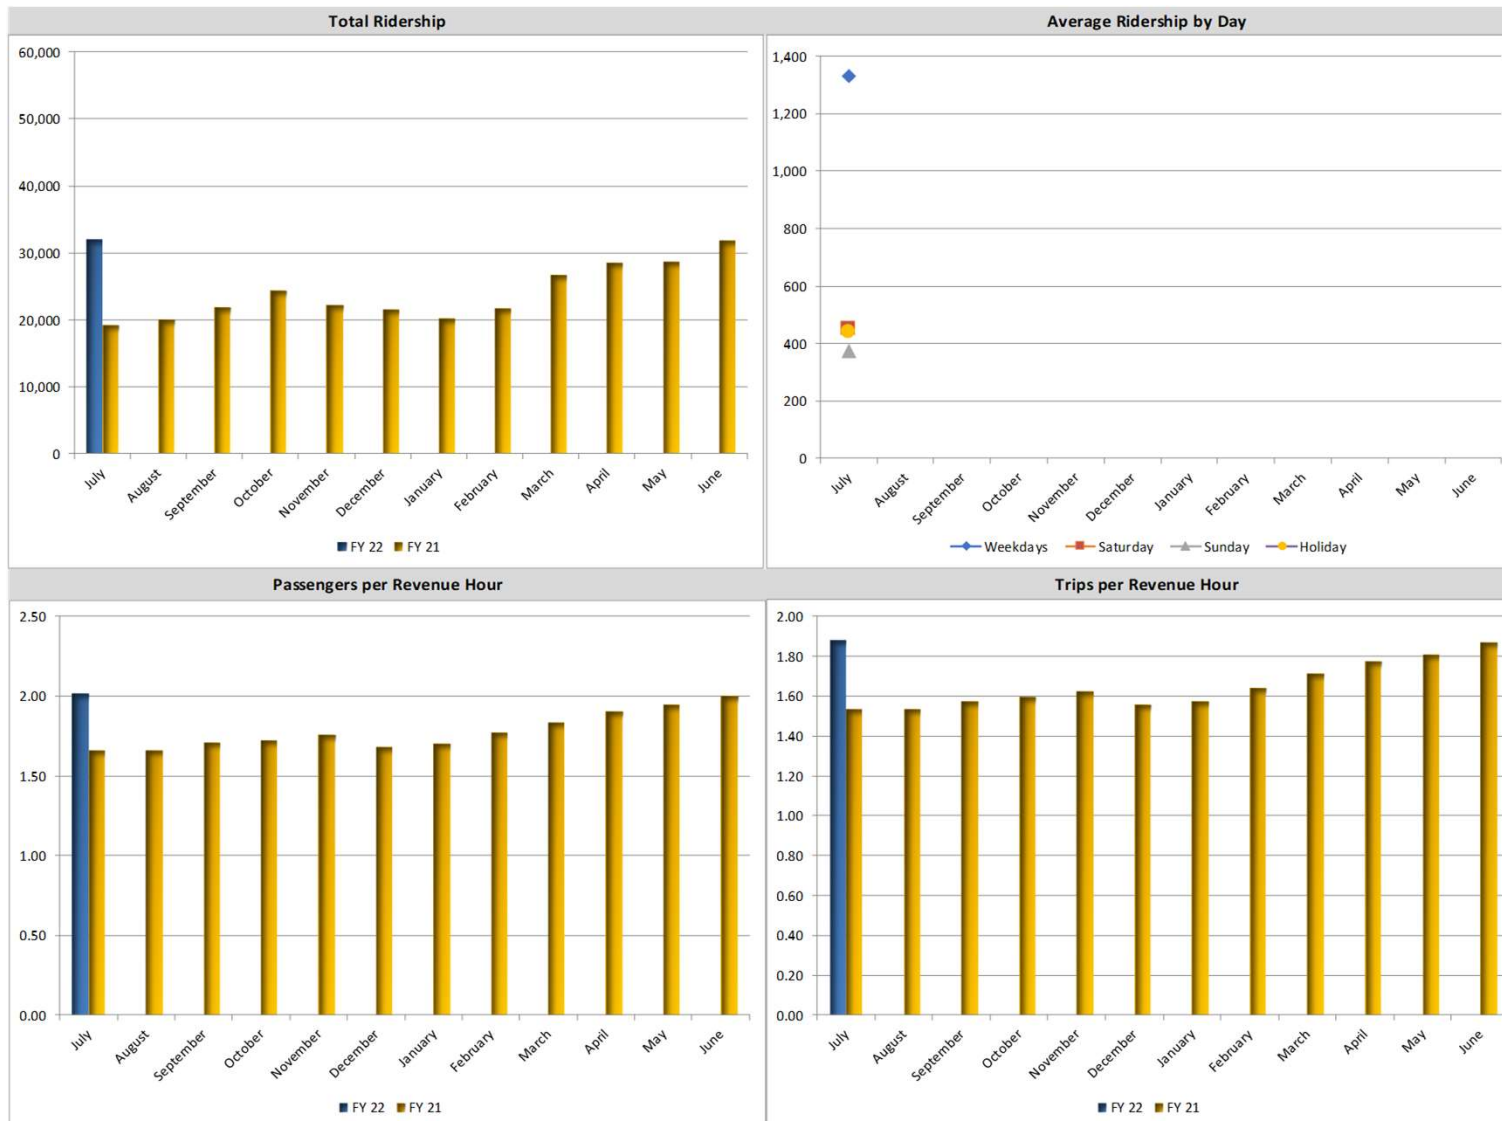 Total Ridership
60,000
50,000
40,000
30,000
20,000
10,000
0
July August September October November December January February March April May June
FY 22 FY 21
Average Ridership by Day
1,400
1,200
1,000
800
600
400
200
0
July August September October November December January February March April May June
Weekdays Saturday Sunday Holiday
Passengers per Revenue Hour
2.50
2.00
1.50
1.00
0.50
0.00
July August September October November December January February March April May June
FY 22 FY 21
Trips per Revenue Hour
2.00
1.80
1.60
1.40
1.20
1.00
0.80
0.60
0.40
0.20
0.00
July August September October November December January February March April May June
FY 22 FY 21